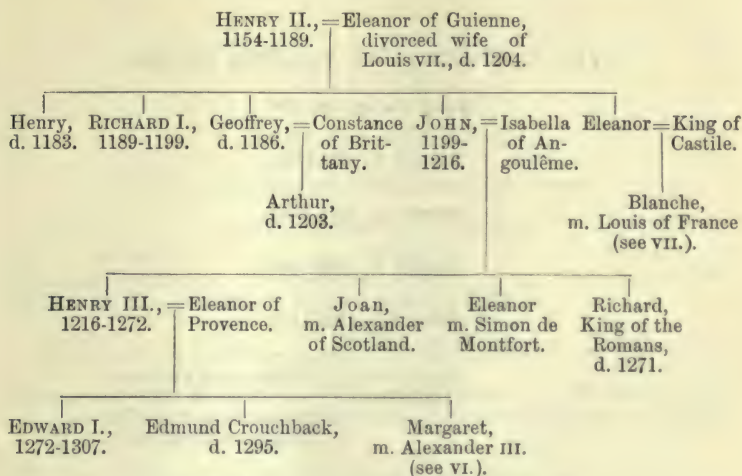 HENRY II., = Eleanor of Guienne,
1154-1189. divorced wife of
Louis VII., d. 1204.
Henry, RICHARD I., Geoffrey, = Constance JOHN, = Isabella Eleanor = King of
d. 1183. 1189-1199. d. 1186. of Brit- 1199- of An- Castile.
tany. 1216. goulême.
Arthur, Blanche,
d. 1203. m. Louis of France
(see VII.).
HENRY III., = Eleanor of Joan, Eleanor Richard,
1216-1272. Provence. m. Alexander m. Simon de King of the
of Scotland. Montfort. Romans,
d. 1271.
EDWARD I., Edmund Crouchback, Margaret,
1272-1307. d. 1295. m. Alexander III.
(see VI.).